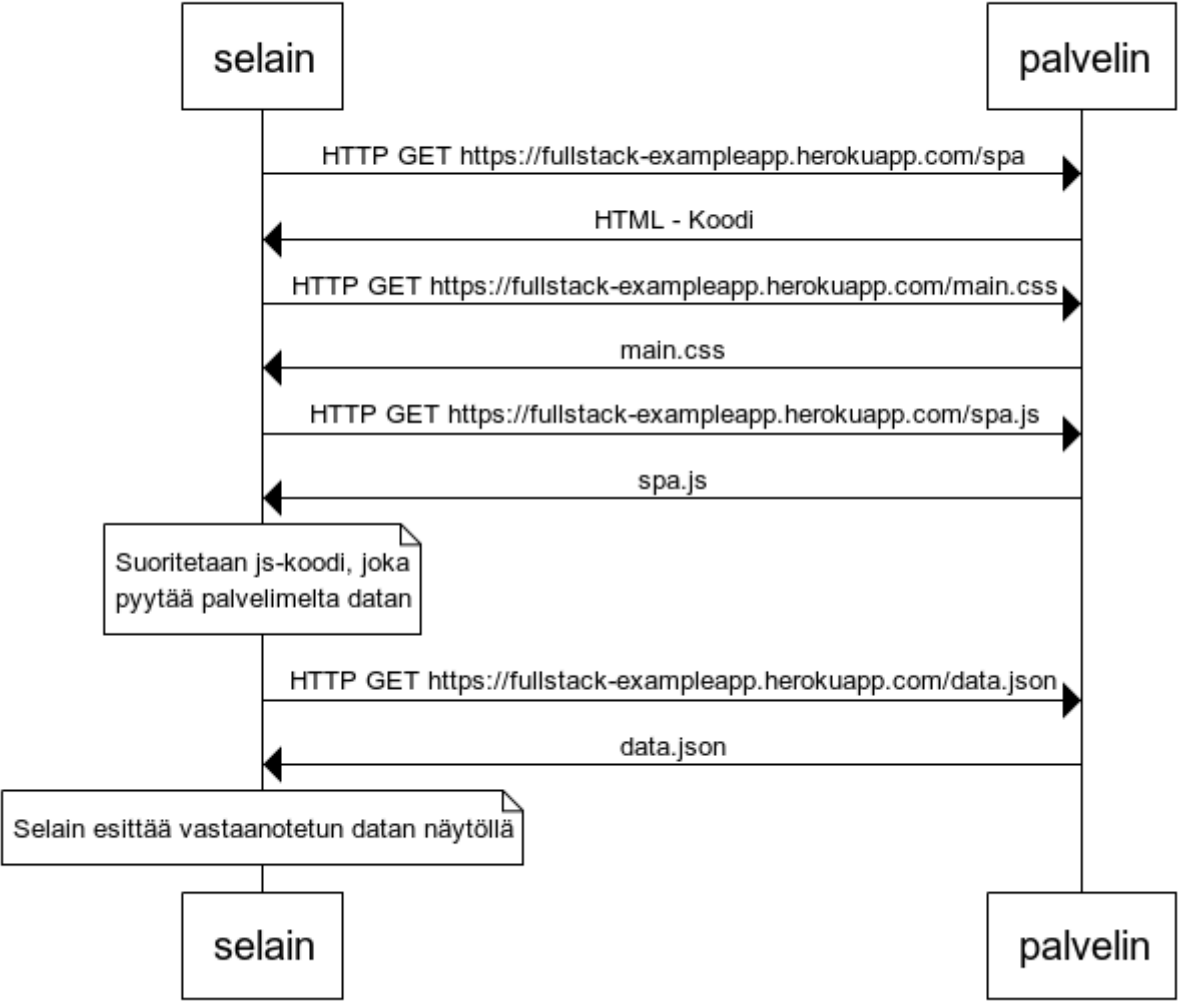 selain
palvelin
HTTP GET https://fullstack-exampleapp.herokuapp.com/spa
HTML - Koodi
HTTP GET https://fullstack-exampleapp.herokuapp.com/main.css
main.css
HTTP GET https://fullstack-exampleapp.herokuapp.com/spa.js
spa.js
Suoritetaan js-koodi, joka
pyytää palvelimelta datan
HTTP GET https://fullstack-exampleapp.herokuapp.com/data.json
data.json
Selain esittää vastaanotetun datan näytöllä
selain
palvelin